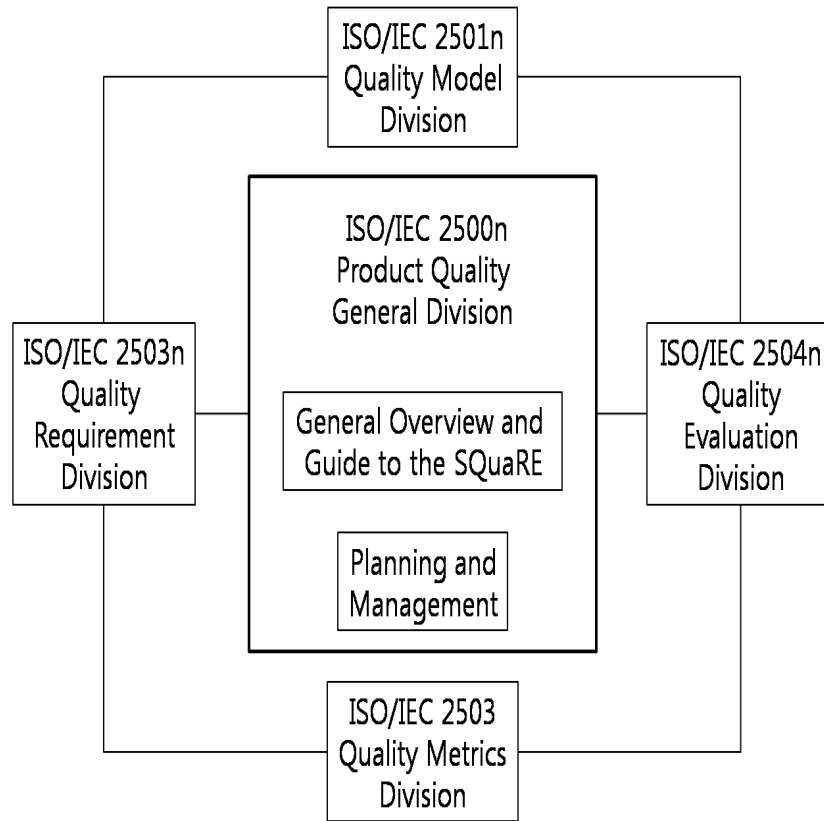 ISO/IEC 2501n
Quality Model
Division
ISO/IEC 2500n
Product Quality
General Division
ISO/IEC 2503n
Quality
Requirement
Division
General Overview and
Guide to the SQuaRE
Planning and
Management
ISO/IEC 2504n
Quality
Evaluation
Division
ISO/IEC 2503
Quality Metrics
Division